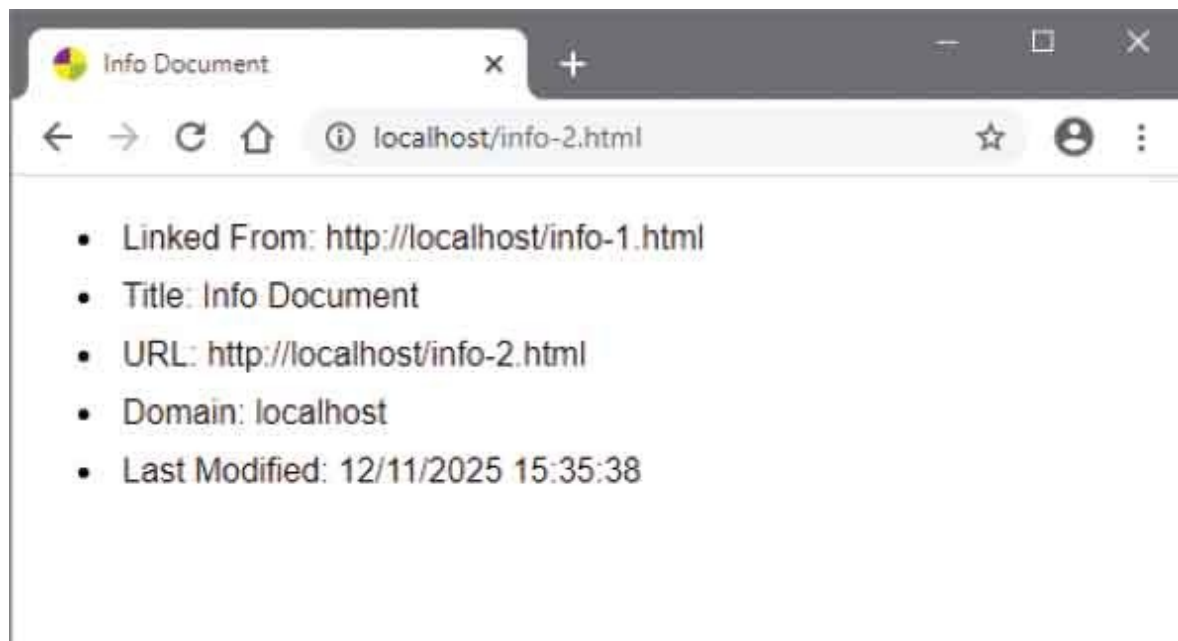 Info Document
localhost/info-2.html
Linked From: http://localhost/info-1.html
Title: Info Document
URL: http://localhost/info-2.html
Domain: localhost
Last Modified: 12/11/2025 15:35:38